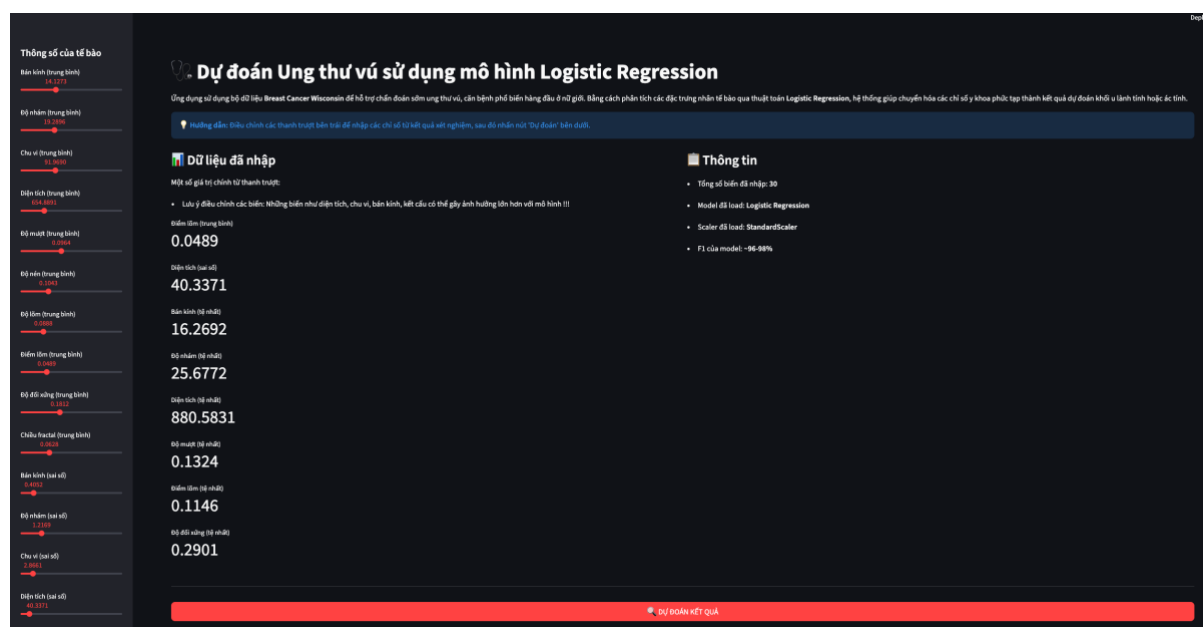 Depl
Thông số của tế bào
Bán kính (trung bình)
14.1273
Độ nhám (trung bình)
19.2896
Chu vi (trung bình)
91.9690
Diện tích (trung bình)
654.8891
Độ mượt (trung bình)
0.0964
Độ nén (trung bình)
0.1043
Độ lõm (trung bình)
0.0888
Điểm lõm (trung bình)
0.0489
Độ đối xứng (trung bình)
0.1812
Chiều fractal (trung bình)
0.0628
Bán kính (sai số)
0.4052
Độ nhám (sai số)
1.2169
Chu vi (sai số)
2.8661
Diện tích (sai số)
40.3371
Dự đoán Ung thư vú sử dụng mô hình Logistic Regression
Ứng dụng sử dụng bộ dữ liệu Breast Cancer Wisconsin để hỗ trợ chẩn đoán sớm ung thư vú, căn bệnh phổ biến hàng đầu ở nữ giới. Bằng cách phân tích các đặc trưng nhân tế bào qua thuật toán Logistic Regression, hệ thống giúp chuyển hóa các chỉ số y khoa phức tạp thành kết quả dự đoán khối u lành tính hoặc ác tính.
Hướng dẫn: Điều chỉnh các thanh trượt bên trái để nhập các chỉ số từ kết quả xét nghiệm, sau đó nhấn nút 'Dự đoán' bên dưới.
Dữ liệu đã nhập
Một số giá trị chính từ thanh trượt:
• Lưu ý điều chỉnh các biến: Những biến như diện tích, chu vi, bán kính, kết cấu có thể gây ảnh hưởng lớn hơn với mô hình !!!
Điểm lõm (trung bình)
0.0489
Diện tích (sai số)
40.3371
Bán kính (tệ nhất)
16.2692
Độ nhám (tệ nhất)
25.6772
Diện tích (tệ nhất)
880.5831
Độ mượt (tệ nhất)
0.1324
Điểm lõm (tệ nhất)
0.1146
Độ đối xứng (tệ nhất)
0.2901
Thông tin
• Tổng số biến đã nhập: 30
• Model đã load: Logistic Regression
• Scaler đã load: StandardScaler
• F1 của model: ~96-98%
DỰ ĐOÁN KẾT QUẢ